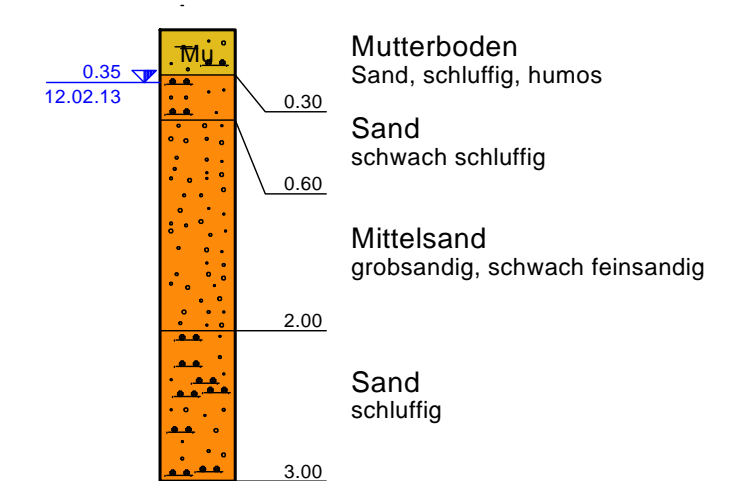 Mu
0.35
12.02.13
Mutterboden
Sand, schluffig, humos
0.30
Sand
schwach schluffig
0.60
Mittelsand
grobsandig, schwach feinsandig
2.00
Sand
schluffig
3.00